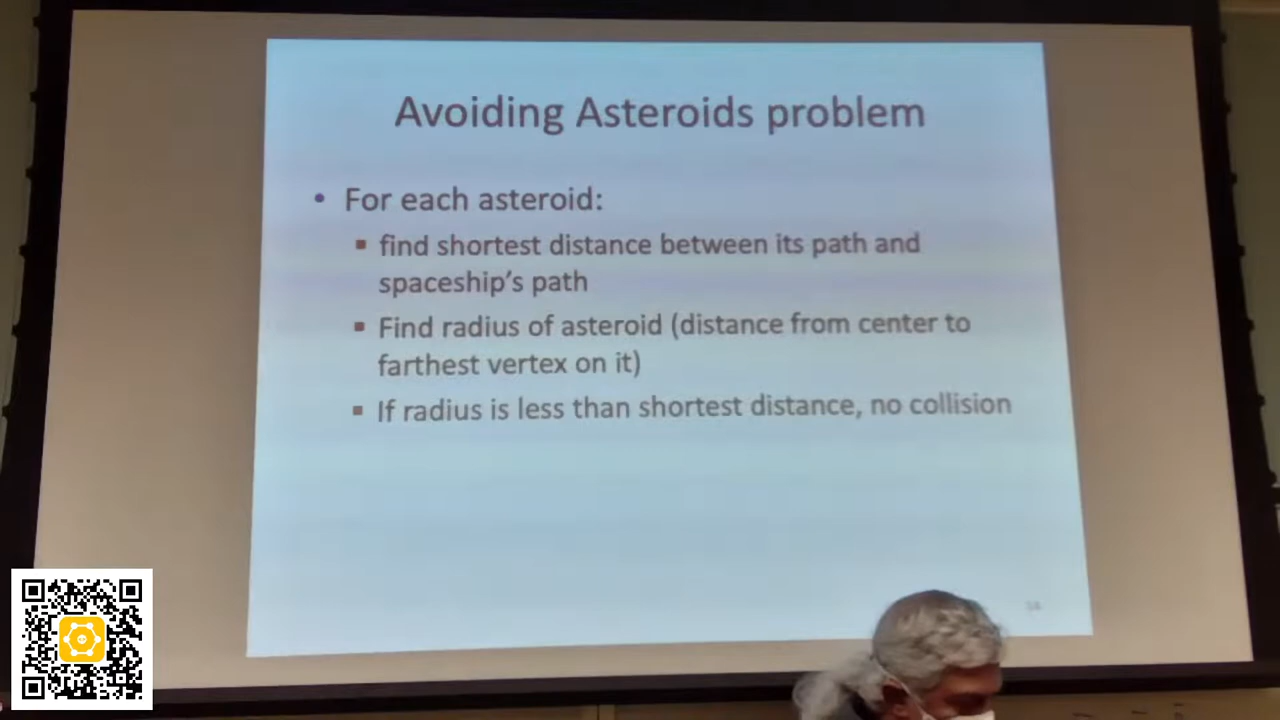 Avoiding Asteroids problem
• For each asteroid:
▪ find shortest distance between its path and
spaceship's path
▪ Find radius of asteroid (distance from center to
farthest vertex on it)
▪ If radius is less than shortest distance, no collision